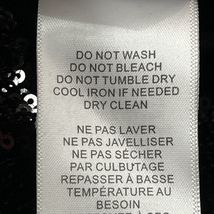 DO NOT WASH
DO NOT BLEACH
DO NOT TUMBLE DRY
COOL IRON IF NEEDED
DRY CLEAN
NE PAS LAVER
NE PAS JAVELLISER
NE PAS SÉCHER
PAR CULBUTAGE
REPASSER À BASSE
TEMPÉRATURE AU
BESOIN